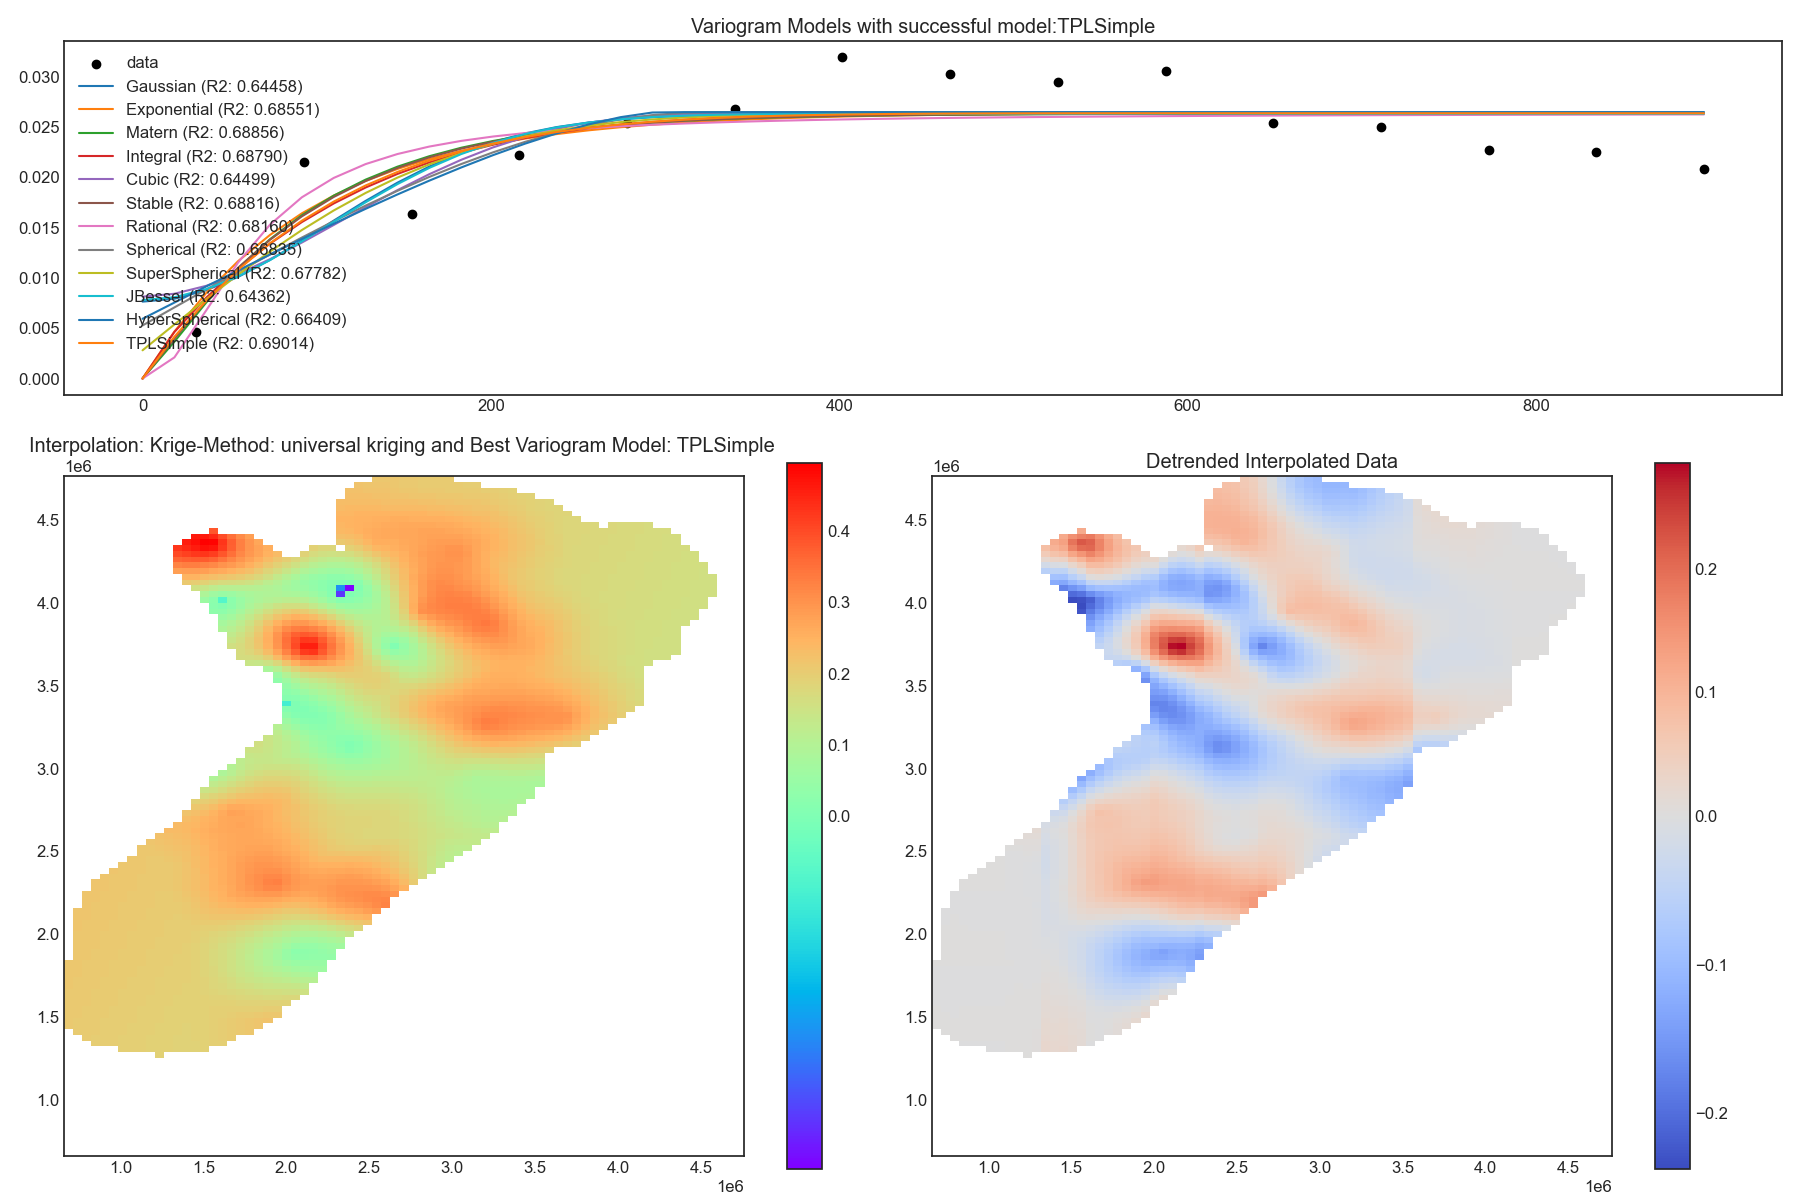 Variogram Models with successful model:TPLSimple
data
Gaussian (R2: 0.64458)
Exponential (R2: 0.68551)
Matern (R2: 0.68856)
Integral (R2: 0.68790)
Cubic (R2: 0.64499)
Stable (R2: 0.68816)
Rational (R2: 0.68160)
Spherical (R2: 0.66835)
SuperSpherical (R2: 0.67782)
JBessel (R2: 0.64362)
HyperSpherical (R2: 0.66409)
TPLSimple (R2: 0.69014)
0.030
0.025
0.020
0.015
0.010
0.005
0.000
0 200 400 600 800
Interpolation: Krige-Method: universal kriging and Best Variogram Model: TPLSimple
1e6
4.5
4.0
3.5
3.0
2.5
2.0
1.5
1.0
1.0 1.5 2.0 2.5 3.0 3.5 4.0 4.5
1e6
0.4
0.3
0.2
0.1
0.0
Detrended Interpolated Data
1e6
4.5
4.0
3.5
3.0
2.5
2.0
1.5
1.0
1.0 1.5 2.0 2.5 3.0 3.5 4.0 4.5
1e6
0.2
0.1
0.0
−0.1
−0.2